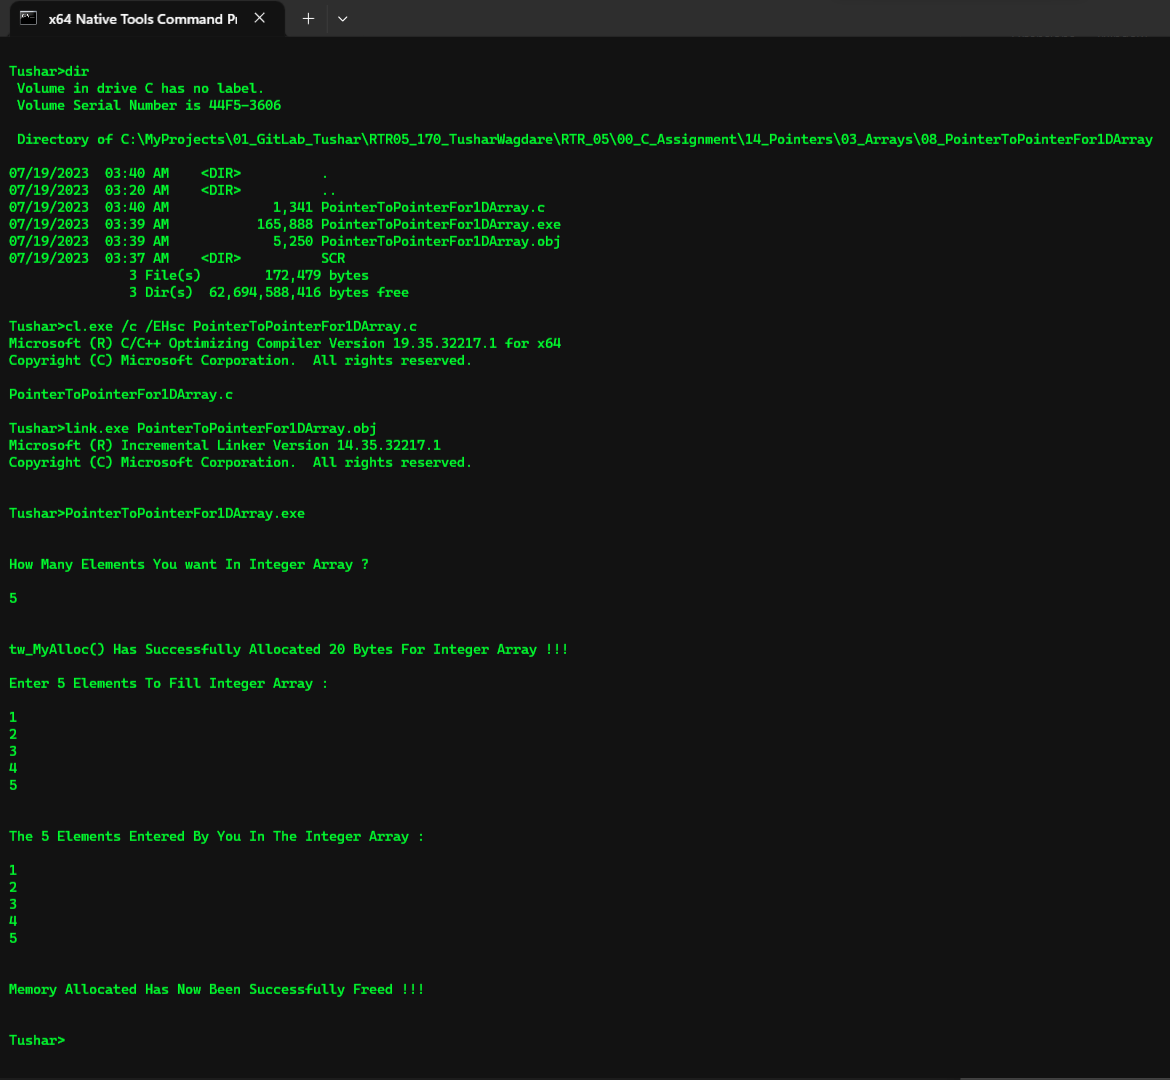 x64 Native Tools Command Pr
Tushar>dir
 Volume in drive C has no label.
 Volume Serial Number is 44F5-3606
 Directory of C:\MyProjects\01_GitLab_Tushar\RTR05_170_TusharWagdare\RTR_05\00_C_Assignment\14_Pointers\03_Arrays\08_PointerToPointerFor1DArray
07/19/2023  03:40 AM    <DIR>          .
07/19/2023  03:20 AM    <DIR>          ..
07/19/2023  03:40 AM             1,341 PointerToPointerFor1DArray.c
07/19/2023  03:39 AM           165,888 PointerToPointerFor1DArray.exe
07/19/2023  03:39 AM             5,250 PointerToPointerFor1DArray.obj
07/19/2023  03:37 AM    <DIR>          SCR
               3 File(s)        172,479 bytes
               3 Dir(s)  62,694,588,416 bytes free
Tushar>cl.exe /c /EHsc PointerToPointerFor1DArray.c
Microsoft (R) C/C++ Optimizing Compiler Version 19.35.32217.1 for x64
Copyright (C) Microsoft Corporation.  All rights reserved.
PointerToPointerFor1DArray.c
Tushar>link.exe PointerToPointerFor1DArray.obj
Microsoft (R) Incremental Linker Version 14.35.32217.1
Copyright (C) Microsoft Corporation.  All rights reserved.
Tushar>PointerToPointerFor1DArray.exe
How Many Elements You want In Integer Array ?
5
tw_MyAlloc() Has Successfully Allocated 20 Bytes For Integer Array !!!
Enter 5 Elements To Fill Integer Array :
1
2
3
4
5
The 5 Elements Entered By You In The Integer Array :
1
2
3
4
5
Memory Allocated Has Now Been Successfully Freed !!!
Tushar>